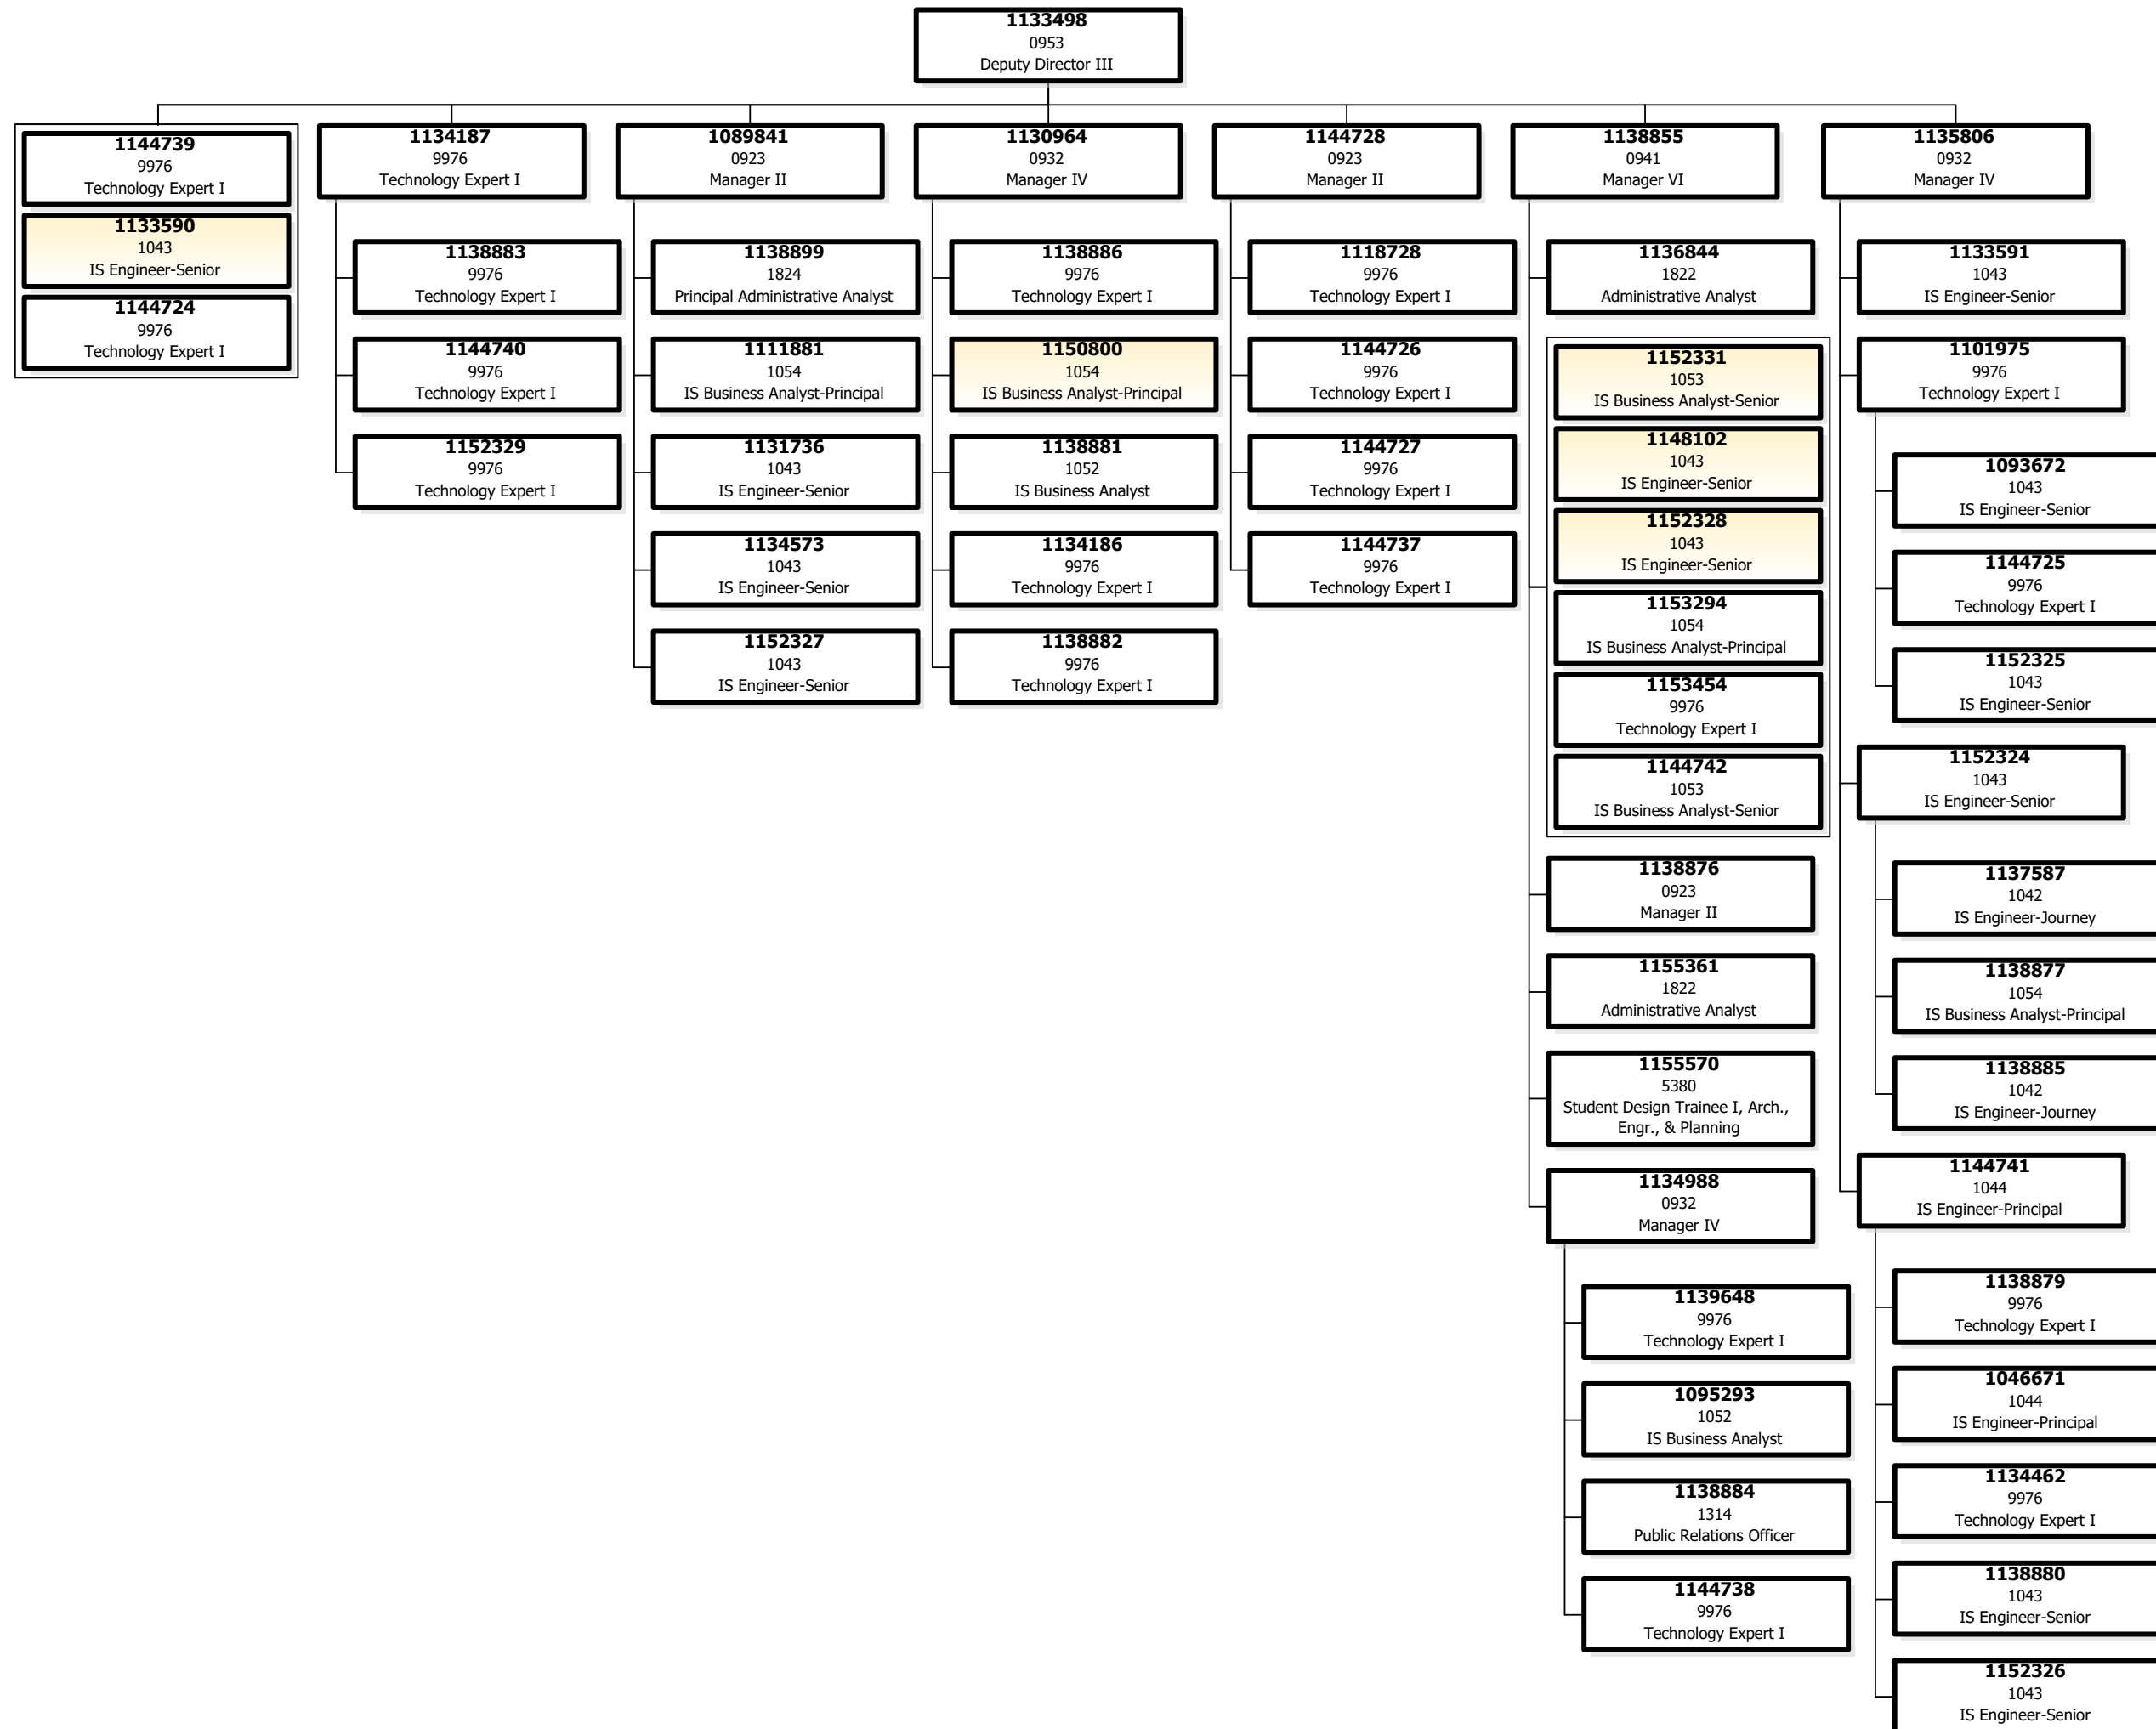 1133498
0953
Deputy Director III
1144739
9976
Technology Expert I
1133590
1043
IS Engineer-Senior
1144724
9976
Technology Expert I
1134187
9976
Technology Expert I
1138883
9976
Technology Expert I
1144740
9976
Technology Expert I
1152329
9976
Technology Expert I
1089841
0923
Manager II
1138899
1824
Principal Administrative Analyst
1111881
1054
IS Business Analyst-Principal
1131736
1043
IS Engineer-Senior
1134573
1043
IS Engineer-Senior
1152327
1043
IS Engineer-Senior
1130964
0932
Manager IV
1138886
9976
Technology Expert I
1150800
1054
IS Business Analyst-Principal
1138881
1052
IS Business Analyst
1134186
9976
Technology Expert I
1138882
9976
Technology Expert I
1144728
0923
Manager II
1118728
9976
Technology Expert I
1144726
9976
Technology Expert I
1144727
9976
Technology Expert I
1144737
9976
Technology Expert I
1138855
0941
Manager VI
1136844
1822
Administrative Analyst
1152331
1053
IS Business Analyst-Senior
1148102
1043
IS Engineer-Senior
1152328
1043
IS Engineer-Senior
1153294
1054
IS Business Analyst-Principal
1153454
9976
Technology Expert I
1144742
1053
IS Business Analyst-Senior
1138876
0923
Manager II
1155361
1822
Administrative Analyst
1155570
5380
Student Design Trainee I, Arch.,
Engr., & Planning
1134988
0932
Manager IV
1139648
9976
Technology Expert I
1095293
1052
IS Business Analyst
1138884
1314
Public Relations Officer
1144738
9976
Technology Expert I
1135806
0932
Manager IV
1133591
1043
IS Engineer-Senior
1101975
9976
Technology Expert I
1093672
1043
IS Engineer-Senior
1144725
9976
Technology Expert I
1152325
1043
IS Engineer-Senior
1152324
1043
IS Engineer-Senior
1137587
1042
IS Engineer-Journey
1138877
1054
IS Business Analyst-Principal
1138885
1042
IS Engineer-Journey
1144741
1044
IS Engineer-Principal
1138879
9976
Technology Expert I
1046671
1044
IS Engineer-Principal
1134462
9976
Technology Expert I
1138880
1043
IS Engineer-Senior
1152326
1043
IS Engineer-Senior